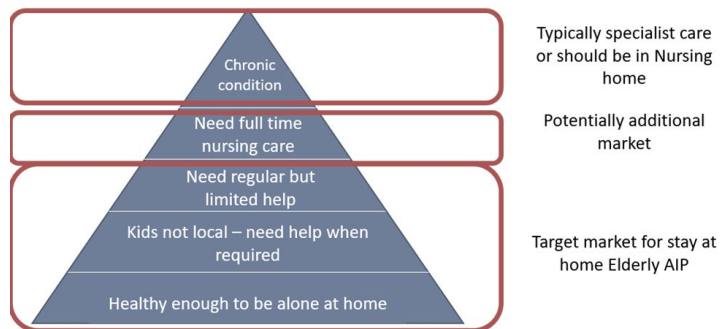 Chronic
condition
Typically specialist care
or should be in Nursing
home
Need full time
nursing care
Potentially additional
market
Need regular but
limited help
Kids not local – need help when
required
Healthy enough to be alone at home
Target market for stay at
home Elderly AIP